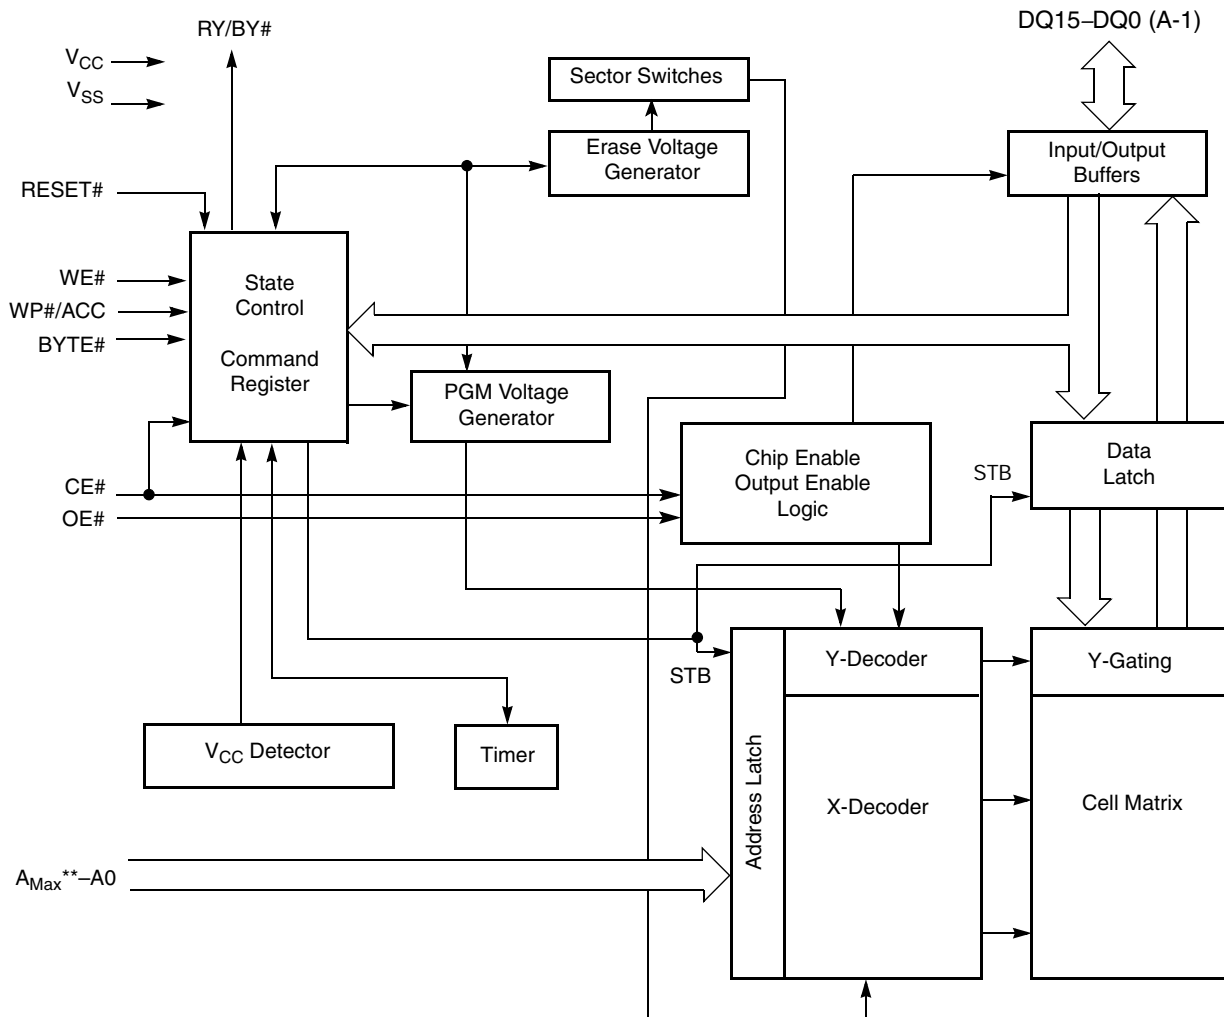 RY/BY#
DQ15–DQ0 (A-1)
VCC
VSS
Sector Switches
Erase Voltage
Generator
Input/Output
Buffers
RESET#
WE#
WP#/ACC
BYTE#
State
Control
Command
Register
PGM Voltage
Generator
Chip Enable
Output Enable
Logic
STB
Data
Latch
CE#
OE#
STB
Y-Decoder
Y-Gating
VCC Detector
Timer
Address Latch
X-Decoder
Cell Matrix
AMax**–A0